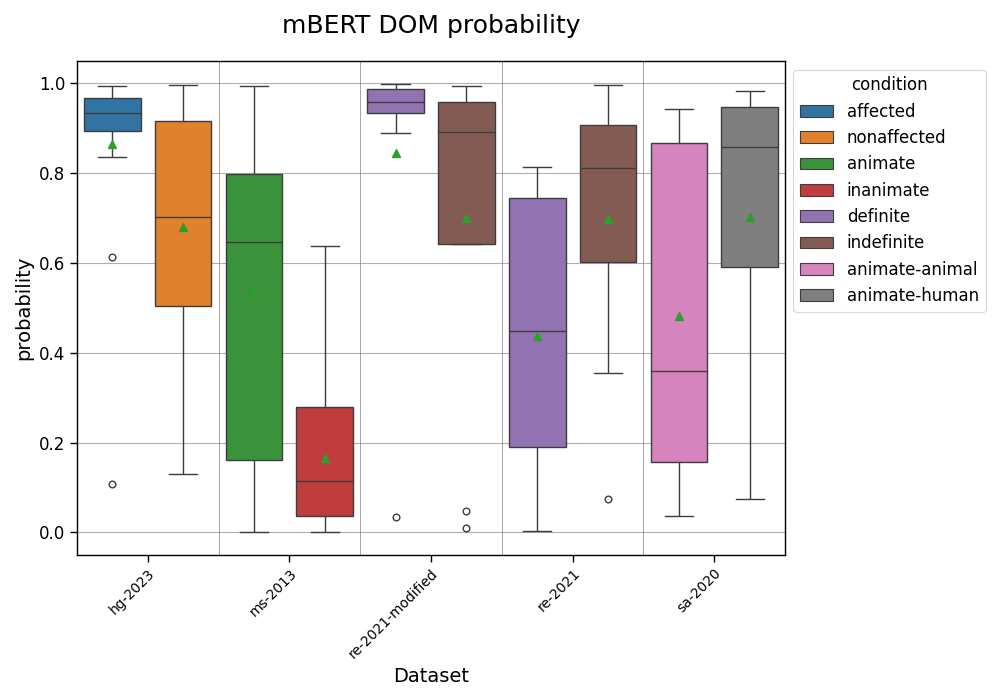 mBERT DOM probability
probability
1.0
0.8
0.6
0.4
0.2
0.0
hg-2023
ms-2013
re-2021-modified
re-2021
sa-2020
Dataset
condition
affected
nonaffected
animate
inanimate
definite
indefinite
animate-animal
animate-human